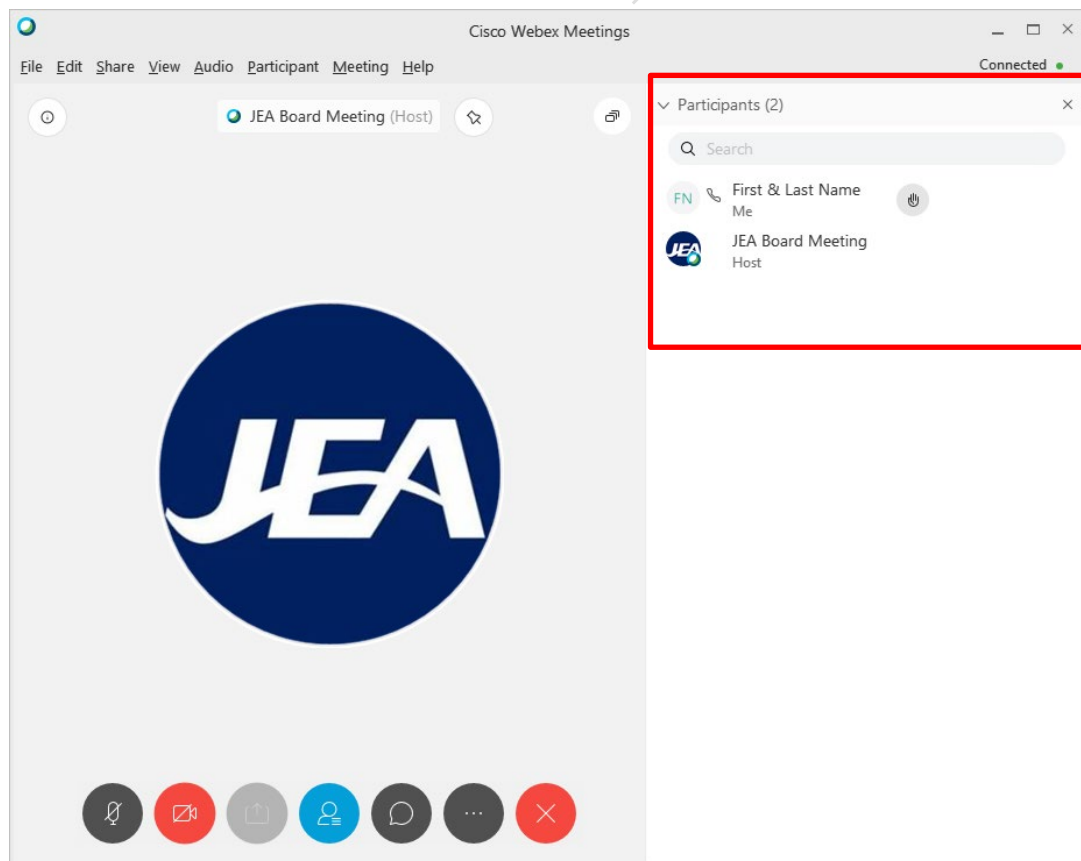 Cisco Webex Meetings
File Edit Share View Audio Participant Meeting Help
Connected
JEA Board Meeting (Host)
Participants (2)
Search
FN
First & Last Name
Me
JEA
JEA Board Meeting
Host
JEA